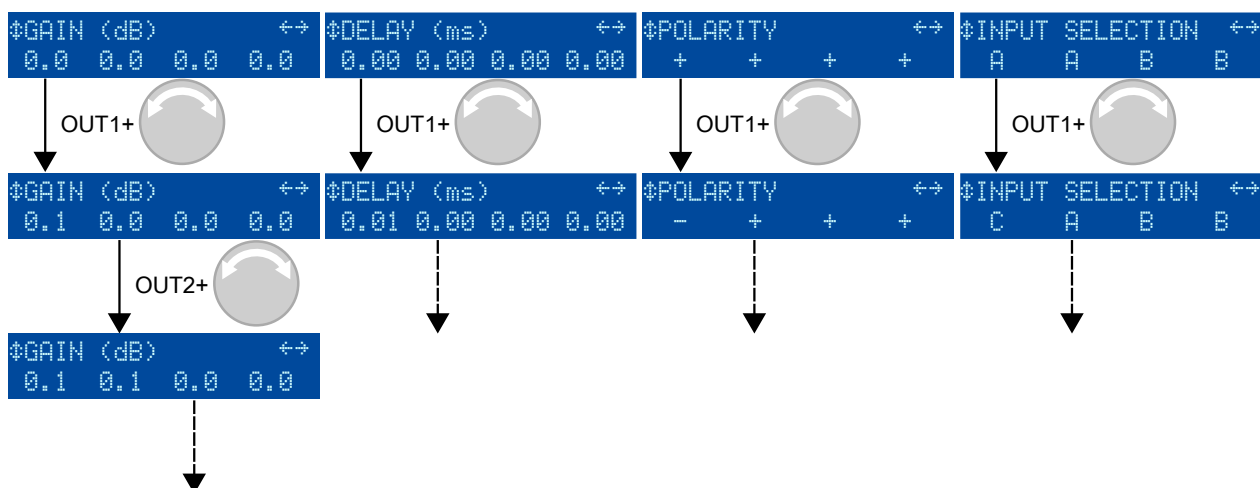 ↕GAIN (dB) ↔
0.0 0.0 0.0 0.0
↕DELAY (ms) ↔
0.00 0.00 0.00 0.00
↕POLARITY ↔
+ + + +
↕INPUT SELECTION ↔
A A B B
OUT1+
OUT1+
OUT1+
OUT1+
↕GAIN (dB) ↔
0.1 0.0 0.0 0.0
↕DELAY (ms) ↔
0.01 0.00 0.00 0.00
↕POLARITY ↔
- + + +
↕INPUT SELECTION ↔
C A B B
OUT2+
↕GAIN (dB) ↔
0.1 0.1 0.0 0.0